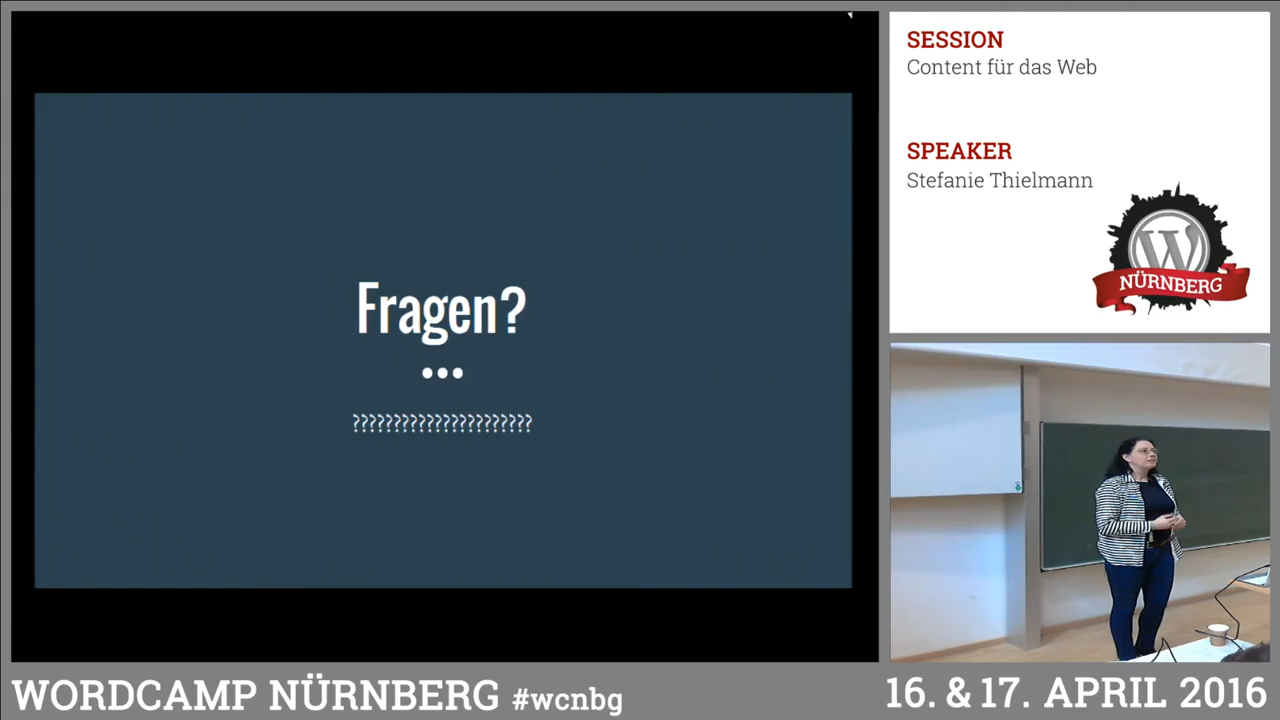 Fragen?
•••
??????????????????????
SESSION
Content für das Web
SPEAKER
Stefanie Thielmann
W
NÜRNBERG
WORDCAMP NÜRNBERG #wcnbg
16. & 17. APRIL 2016